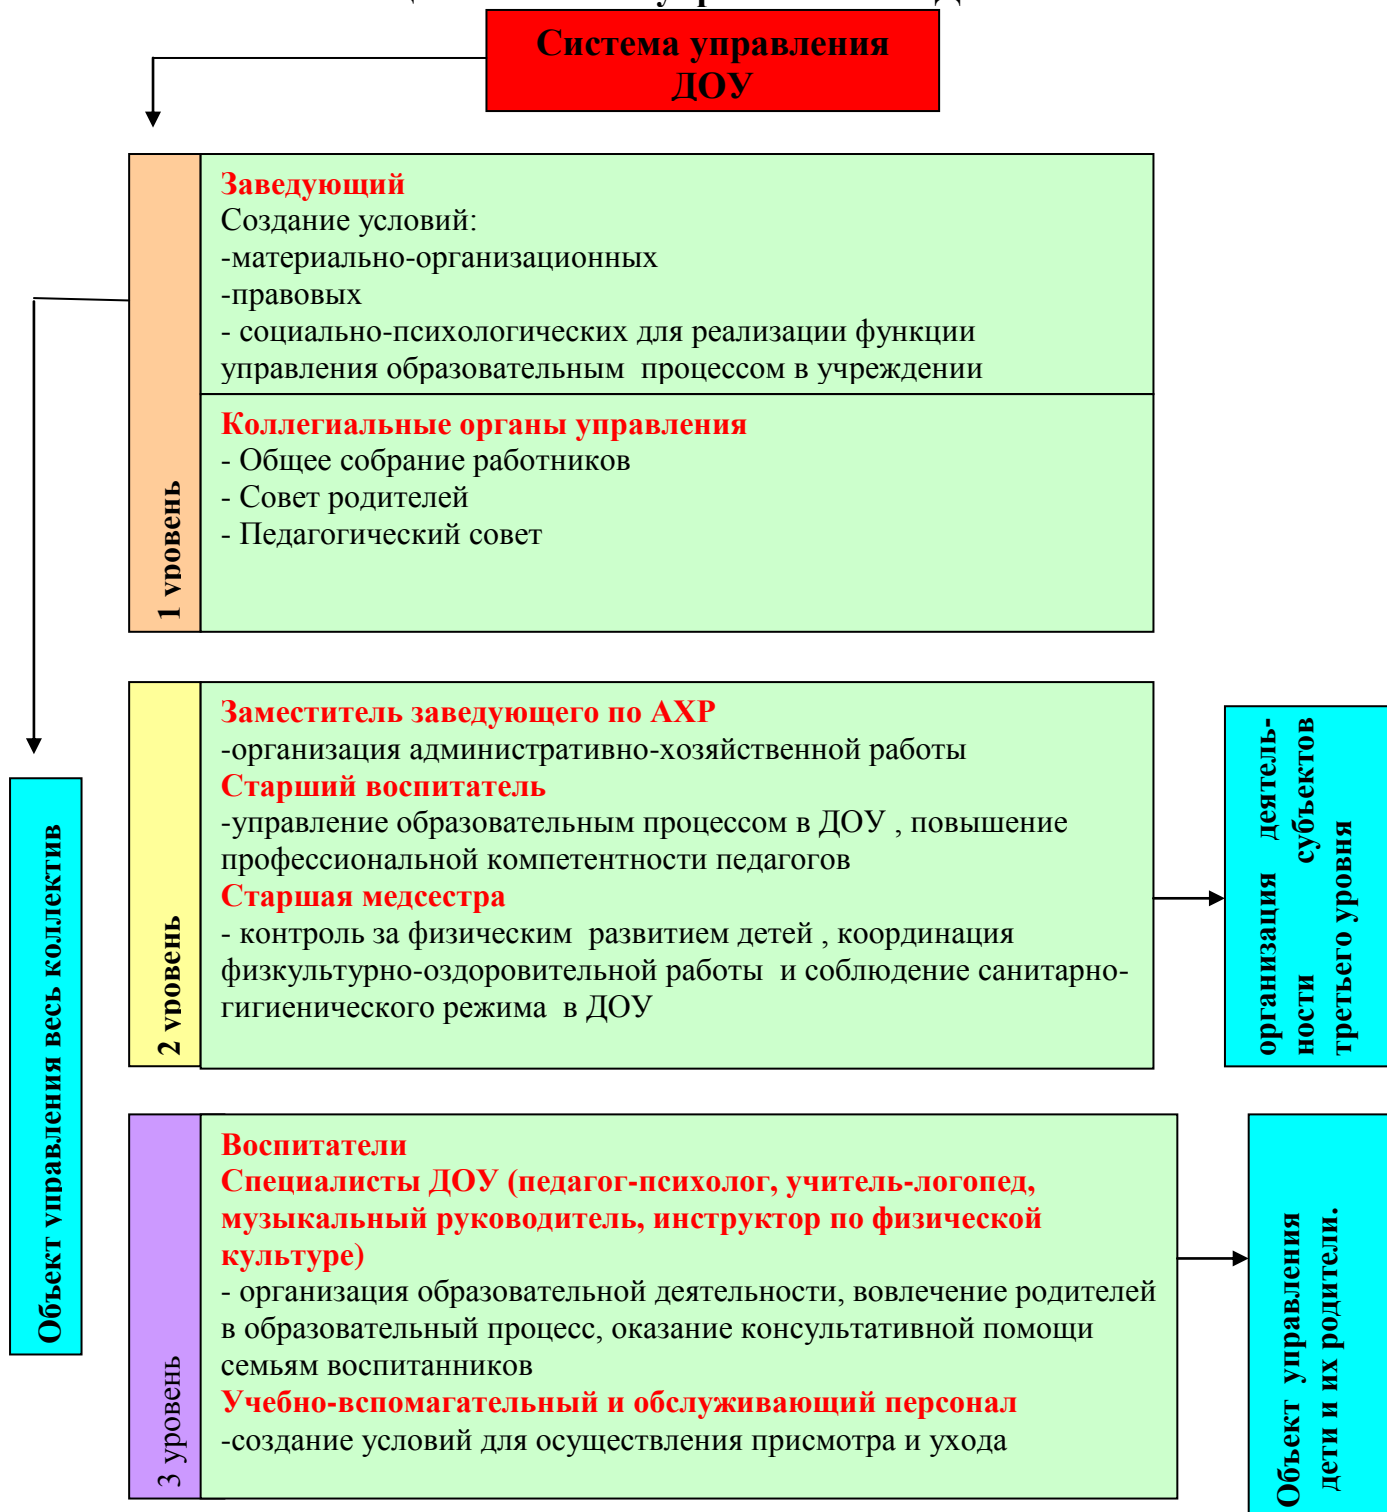 Система управления
ДОУ
1 уровень
Заведующий
Создание условий:
-материально-организационных
-правовых
- социально-психологических для реализации функции
управления образовательным процессом в учреждении
Коллегиальные органы управления
- Общее собрание работников
- Совет родителей
- Педагогический совет
Объект управления весь коллектив
2 уровень
Заместитель заведующего по АХР
-организация административно-хозяйственной работы
Старший воспитатель
-управление образовательным процессом в ДОУ , повышение
профессиональной компетентности педагогов
Старшая медсестра
- контроль за физическим развитием детей , координация
физкультурно-оздоровительной работы и соблюдение санитарно-
гигиенического режима в ДОУ
организация деятель-
ности субъектов
третьего уровня
3 уровень
Воспитатели
Специалисты ДОУ (педагог-психолог, учитель-логопед,
музыкальный руководитель, инструктор по физической
культуре)
- организация образовательной деятельности, вовлечение родителей
в образовательный процесс, оказание консультативной помощи
семьям воспитанников
Учебно-вспомагательный и обслуживающий персонал
-создание условий для осуществления присмотра и ухода
Объект управления
дети и их родители.